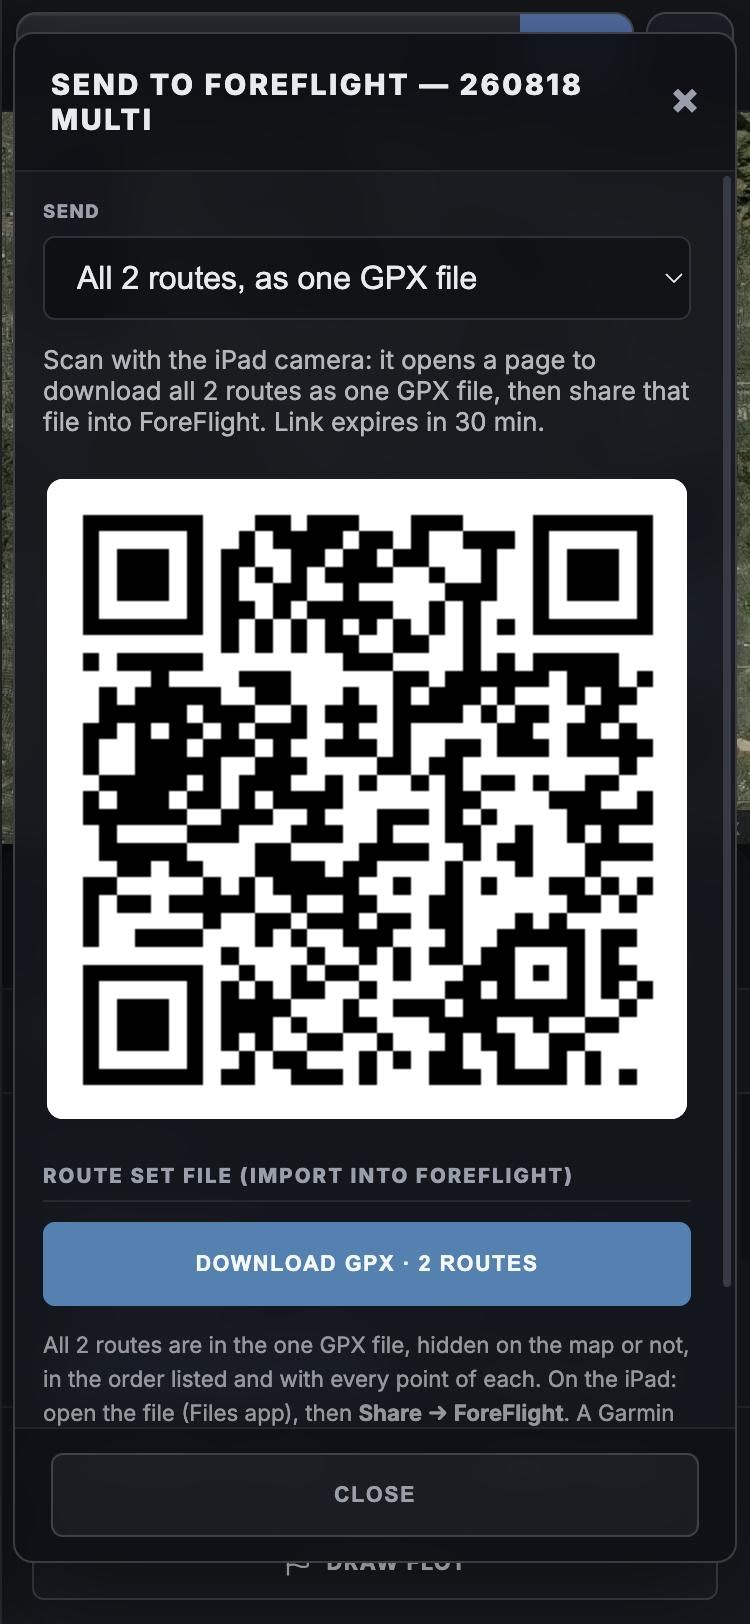 SEND TO FOREFLIGHT — 260818
MULTI
SEND
All 2 routes, as one GPX file
Scan with the iPad camera: it opens a page to
download all 2 routes as one GPX file, then share that
file into ForeFlight. Link expires in 30 min.
ROUTE SET FILE (IMPORT INTO FOREFLIGHT)
DOWNLOAD GPX · 2 ROUTES
All 2 routes are in the one GPX file, hidden on the map or not,
in the order listed and with every point of each. On the iPad:
open the file (Files app), then Share → ForeFlight. A Garmin
CLOSE